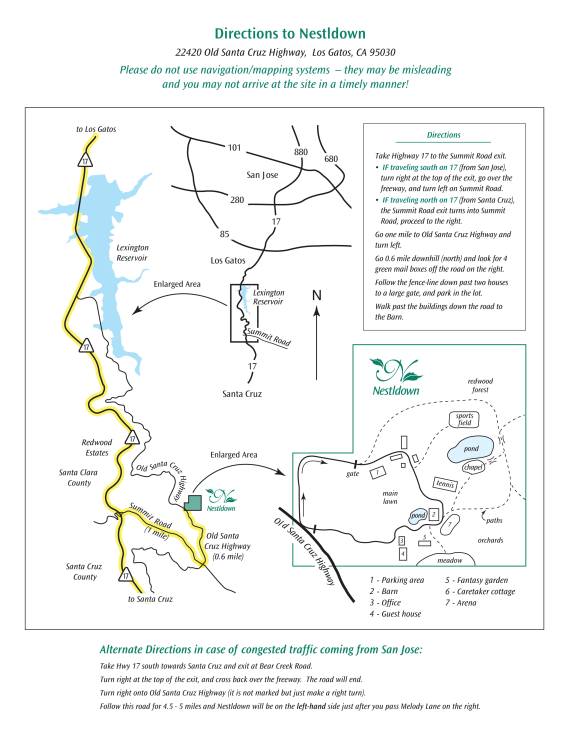 Directions to Nestldown
22420 Old Santa Cruz Highway, Los Gatos, CA 95030
Please do not use navigation/mapping systems – they may be misleading
and you may not arrive at the site in a timely manner!
to Los Gatos
17
Lexington
Reservoir
17
17
Redwood
Estates
Santa Clara
County
Old Santa Cruz Highway
Nestldown
Summit Road
(1 mile)
Old Santa
Cruz Highway
(0.6 mile)
Santa Cruz
County
17
to Santa Cruz
101
880
680
San Jose
280
17
85
Los Gatos
Enlarged Area
Lexington
Reservoir
Summit Road
17
Santa Cruz
N
Enlarged Area
Directions
Take Highway 17 to the Summit Road exit.
• IF traveling south on 17 (from San Jose),
turn right at the top of the exit, go over the
freeway, and turn left on Summit Road.
• IF traveling north on 17 (from Santa Cruz),
the Summit Road exit turns into Summit
Road, proceed to the right.
Go one mile to Old Santa Cruz Highway and
turn left.
Go 0.6 mile downhill (north) and look for 4
green mail boxes off the road on the right.
Follow the fence-line down past two houses
to a large gate, and park in the lot.
Walk past the buildings down the road to
the Barn.
N
Nestldown
redwood
forest
sports
field
pond
chapel
gate
1
tennis
main
lawn
pond
2
7
paths
3
5
orchards
4
meadow
Old Santa Cruz Highway
1 - Parking area
2 - Barn
3 - Office
4 - Guest house
5 - Fantasy garden
6 - Caretaker cottage
7 - Arena
Alternate Directions in case of congested traffic coming from San Jose:
Take Hwy 17 south towards Santa Cruz and exit at Bear Creek Road.
Turn right at the top of the exit, and cross back over the freeway. The road will end.
Turn right onto Old Santa Cruz Highway (it is not marked but just make a right turn).
Follow this road for 4.5 - 5 miles and Nestldown will be on the left-hand side just after you pass Melody Lane on the right.